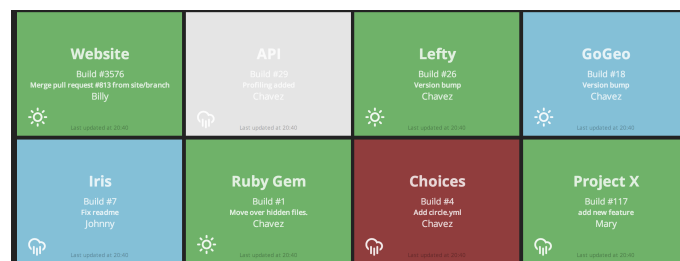 Website
Build #3576
Merge pull request #813 from site/branch
Billy
Last updated at 20:40
API
Build #29
Profiling added
Chavez
Last updated at 20:40
Lefty
Build #26
Version bump
Chavez
Last updated at 20:40
GoGeo
Build #18
Version bump
Chavez
Last updated at 20:40
Iris
Build #7
Fix readme
Johnny
Last updated at 20:40
Ruby Gem
Build #1
Move over hidden files.
Chavez
Last updated at 20:40
Choices
Build #4
Add circle.yml
Chavez
Last updated at 20:40
Project X
Build #117
add new feature
Mary
Last updated at 20:40